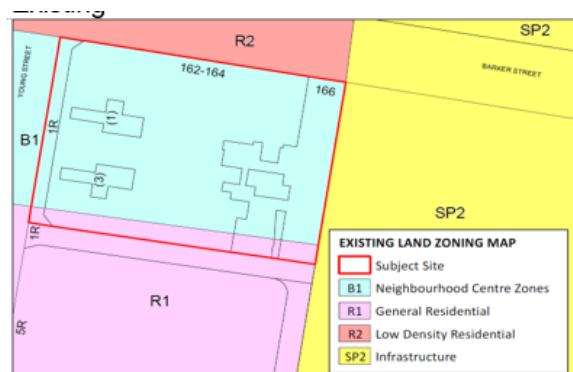 Existing
R2
SP2
YOUNG STREET
162-164
BARKER STREET
166
(1)
1R
B1
(3)
SP2
1R
R1
5R
EXISTING LAND ZONING MAP
Subject Site
B1 Neighbourhood Centre Zones
R1 General Residential
R2 Low Density Residential
SP2 Infrastructure